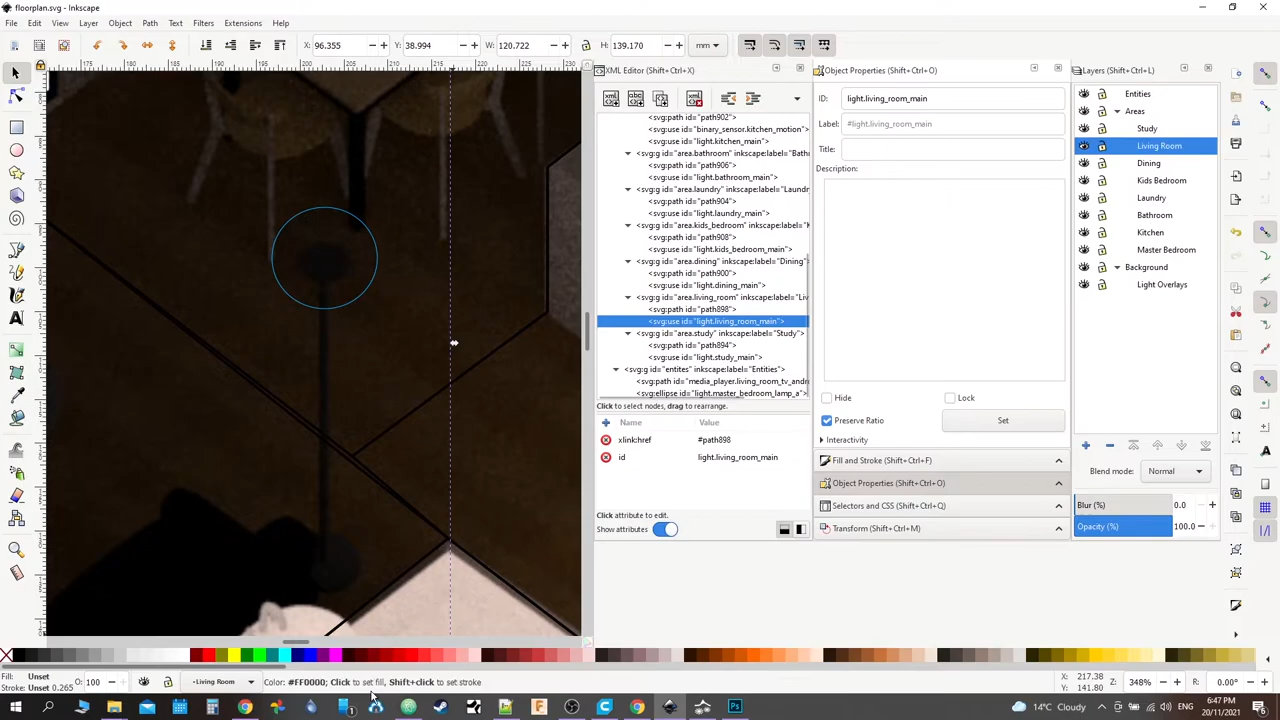 floorplan.svg - Inkscape
File Edit View Layer Object Path Text Filters Extensions Help
X: 96.355 Y: 38.994 W: 120.722 H: 139.170 mm
175 180 185 190 195 200 205 210 215 220 225 230
XML Editor (Shift+Ctrl+X)
<svg:path id="path902">
<svg:use id="binary_sensor.kitchen_motion">
<svg:use id="light.kitchen_main">
<svg:g id="area.bathroom" inkscape:label="Bath
<svg:path id="path906">
<svg:use id="light.bathroom_main">
<svg:g id="area.laundry" inkscape:label="Laund
<svg:path id="path904">
<svg:use id="light.laundry_main">
<svg:g id="area.kids_bedroom" inkscape:label="K
<svg:path id="path908">
<svg:use id="light.kids_bedroom_main">
<svg:g id="area.dining" inkscape:label="Dining">
<svg:path id="path900">
<svg:use id="light.dining_main">
<svg:g id="area.living_room" inkscape:label="Liv
<svg:path id="path898">
<svg:use id="light.living_room_main">
<svg:g id="area.study" inkscape:label="Study">
<svg:path id="path894">
<svg:use id="light.study_main">
<svg:g id="entites" inkscape:label="Entities">
<svg:path id="media_player.living_room_tv_andr
<svg:ellipse id="light.master_bedroom_lamp_a">
Click to select nodes, drag to rearrange.
Name Value
xlink:href #path898
id light.living_room_main
Click attribute to edit.
Show attributes
Object Properties (Shift+Ctrl+O)
ID: light.living_room_main
Label: #light.living_room_main
Title:
Description:
Hide Lock
Preserve Ratio Set
Interactivity
Fill and Stroke (Shift+Ctrl+F)
Object Properties (Shift+Ctrl+O)
Selectors and CSS (Shift+Ctrl+Q)
Transform (Shift+Ctrl+M)
Layers (Shift+Ctrl+L)
Entities
Areas
Study
Living Room
Dining
Kids Bedroom
Laundry
Bathroom
Kitchen
Master Bedroom
Background
Light Overlays
Blend mode: Normal
Blur (%) 0.0
Opacity (%) 100.0
Fill: Unset
Stroke: Unset 0.265
O: 100
Living Room
Color: #FF0000; Click to set fill, Shift+click to set stroke
X: 217.38
Y: 141.80
Z: 348%
R: 0.00°
14°C Cloudy
6:47 PM
20/11/2021